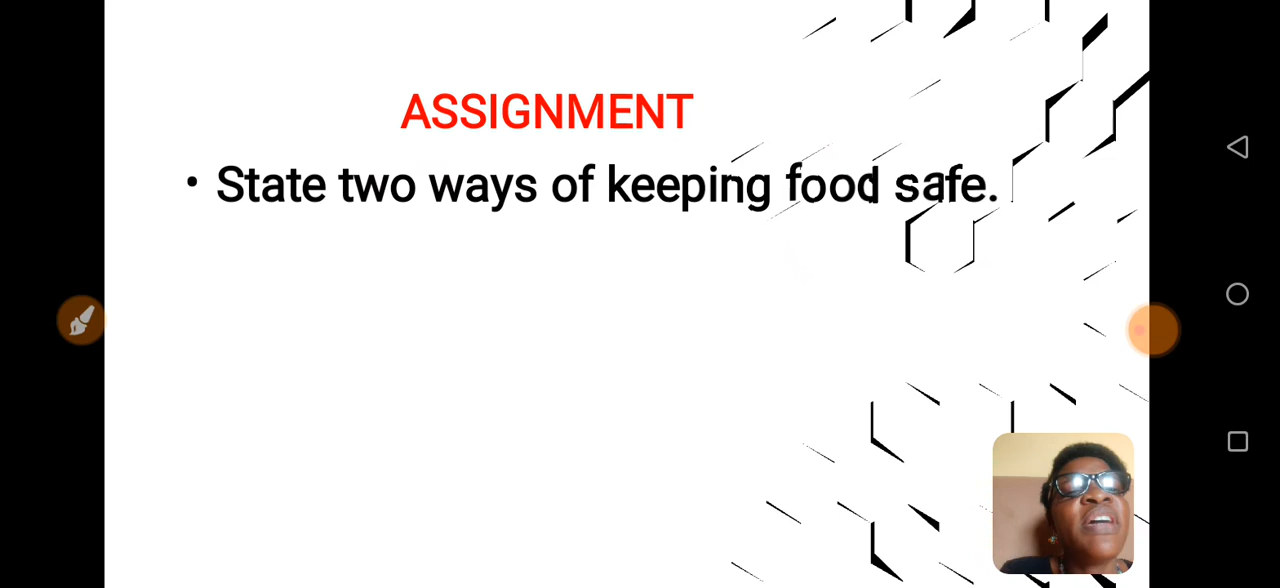 ASSIGNMENT
• State two ways of keeping food safe.